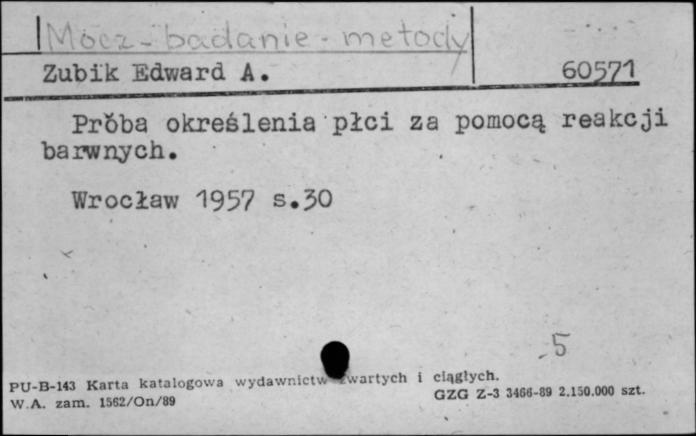 Mocz - badanie - metody
Zubik Edward A.
60571
Próba określenia płci za pomocą reakcji
barwnych.
Wrocław 1957 s.30
5
PU-B-143 Karta katalogowa wydawnictw zwartych i ciągłych.
W.A. zam. 1562/On/89
GZG Z-3 3466-89 2.150.000 szt.